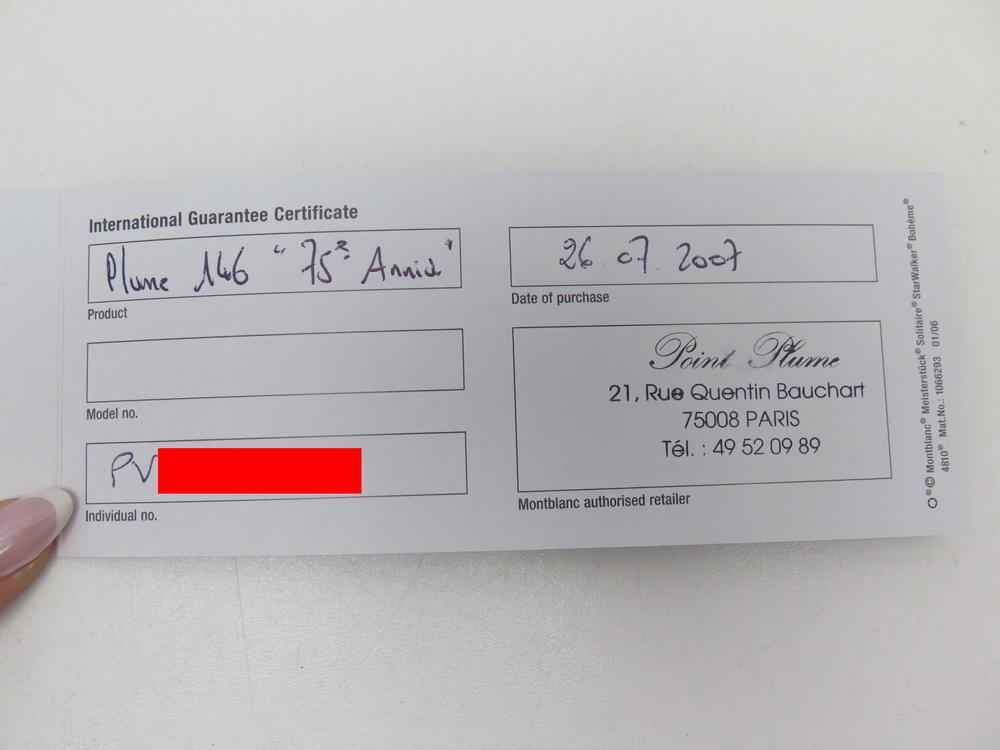 International Guarantee Certificate
Plume 146 "75e Anniv"
Product
Model no.
PV
Individual no.
26 07 2007
Date of purchase
Point Plume
21, Rue Quentin Bauchart
75008 PARIS
Tél. : 49 52 09 89
Montblanc authorised retailer
® © Montblanc® Meisterstück® Solitaire® StarWalker® Bohème®
4810® Mat.No.: 1066293 01/06